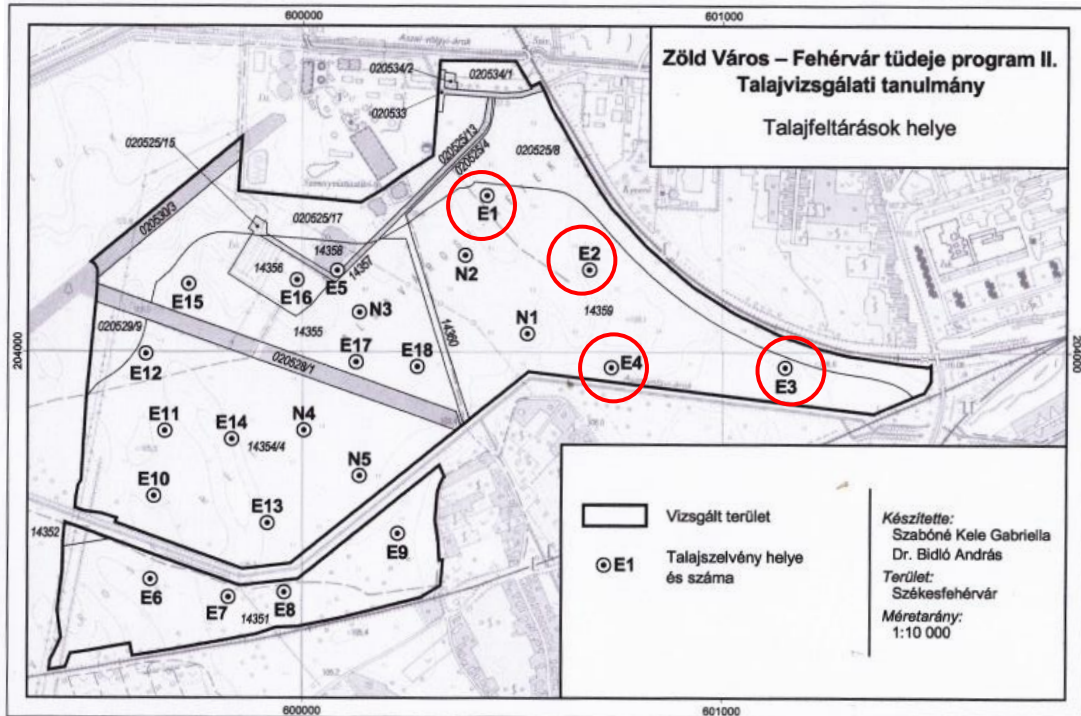 600000
601000
Zöld Város – Fehérvár tüdeje program II.
Talajvizsgálati tanulmány
Talajfeltárások helye
020534/2
020534/1
020533
020525/15
020525/13
020525/4
020525/8
020530/3
020525/17
E1
N2
E2
14358
14357
14356
E5
E15
E16
N3
14359
14355
N1
14360
020529/9
020528/1
E12
E17
E18
E4
E3
204000
204000
E11
E14
N4
14354/4
N5
E10
E13
14352
E9
E6
E7
E8
14351
Vizsgált terület
E1
Talajszelvény helye
és száma
Készítette:
Szabóné Kele Gabriella
Dr. Bidló András
Terület:
Székesfehérvár
Méretarány:
1:10 000
600000
601000